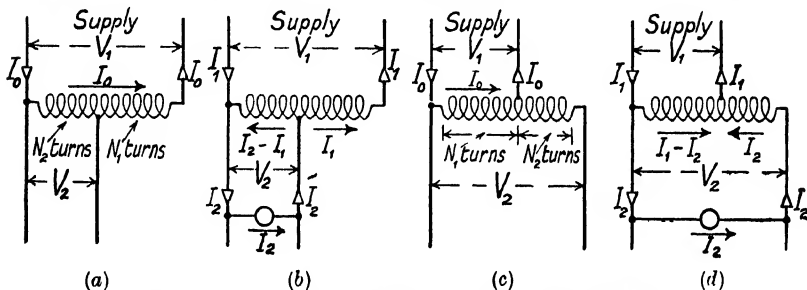 Supply
V₁
I₀
I₀
I₀
N₂ turns
N₁ turns
V₂
(a)
Supply
V₁
I₁
I₁
I₂ – I₁
I₁
V₂
I₂
I₂
I₂
(b)
Supply
V₁
I₀
I₀
I₀
N₁ turns
N₂ turns
V₂
(c)
Supply
V₁
I₁
I₁
I₁ – I₂
I₂
V₂
I₂
I₂
I₂
(d)